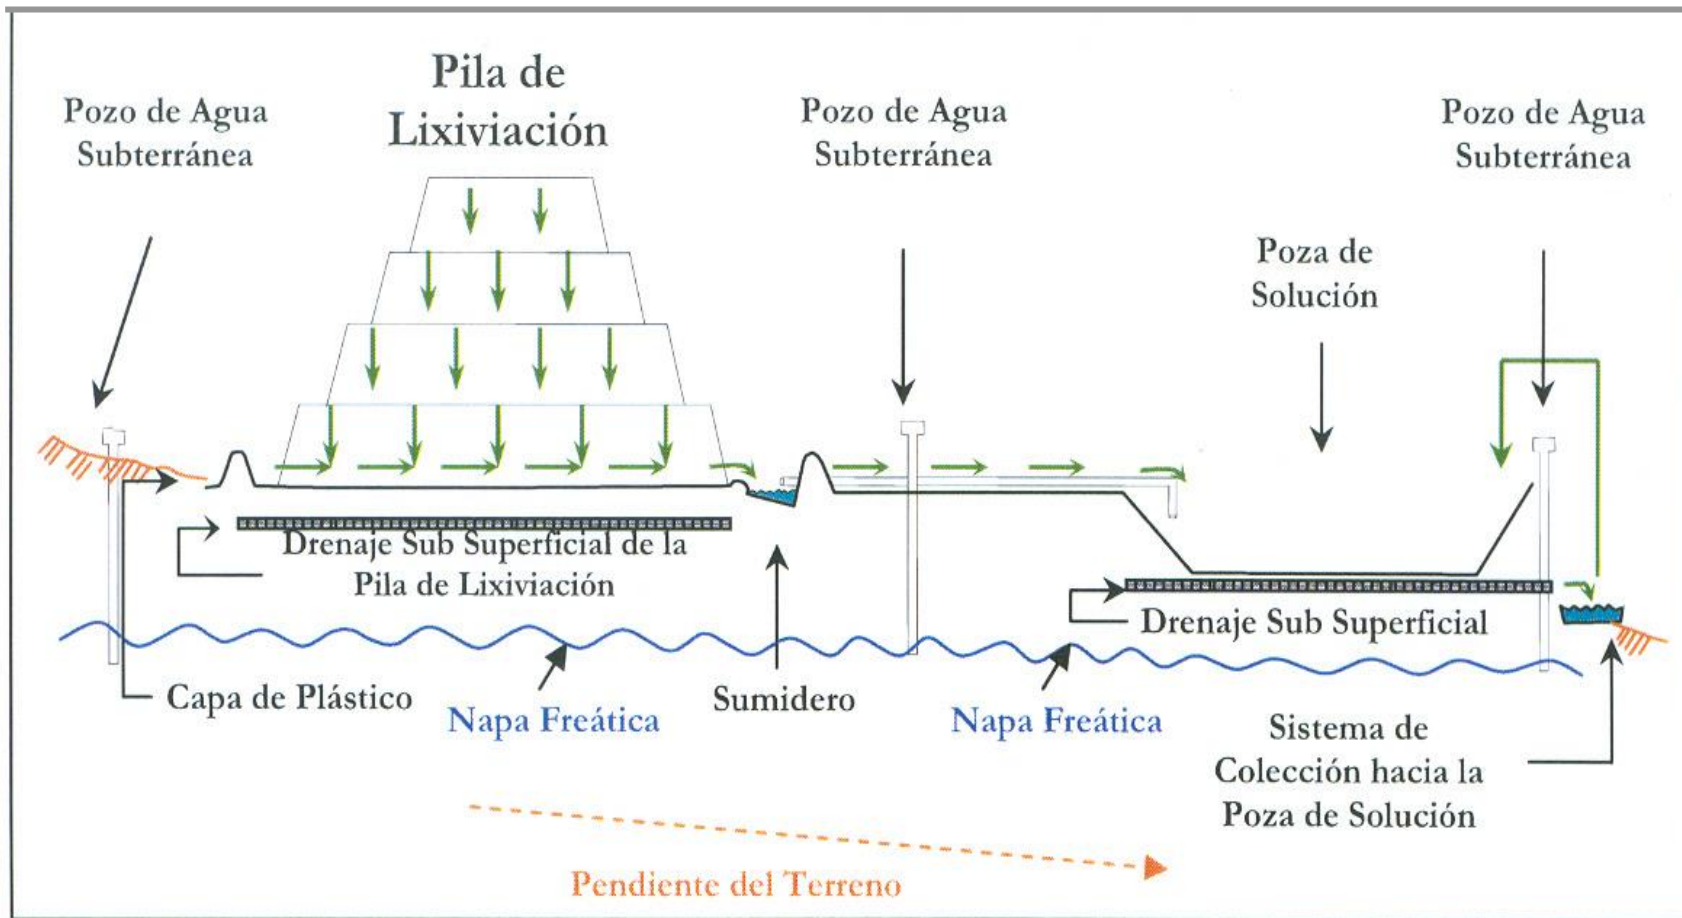 Pila de
Lixiviación
Pozo de Agua
Subterránea
Pozo de Agua
Subterránea
Pozo de Agua
Subterránea
Poza de
Solución
Drenaje Sub Superficial de la
Pila de Lixiviación
Drenaje Sub Superficial
Capa de Plástico
Napa Freática
Sumidero
Napa Freática
Sistema de
Colección hacia la
Poza de Solución
Pendiente del Terreno